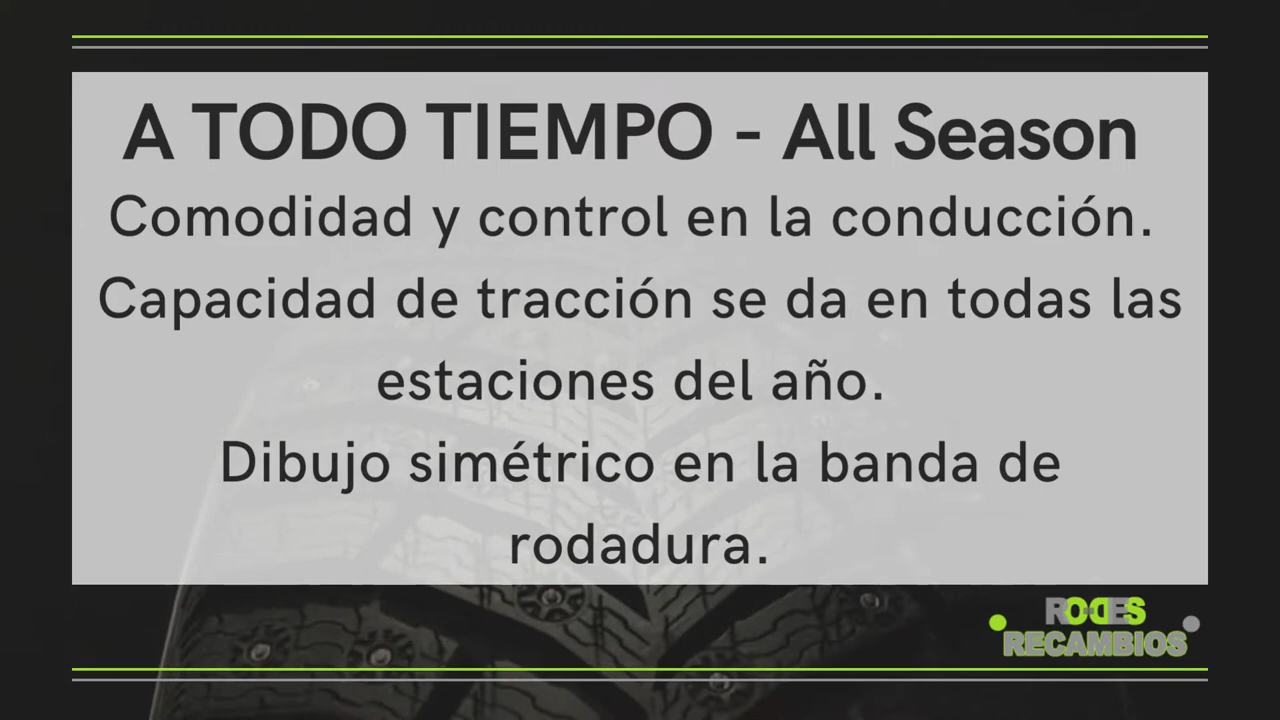 A TODO TIEMPO - All Season
Comodidad y control en la conducción.
Capacidad de tracción se da en todas las
estaciones del año.
Dibujo simétrico en la banda de
rodadura.
RODES
RECAMBIOS